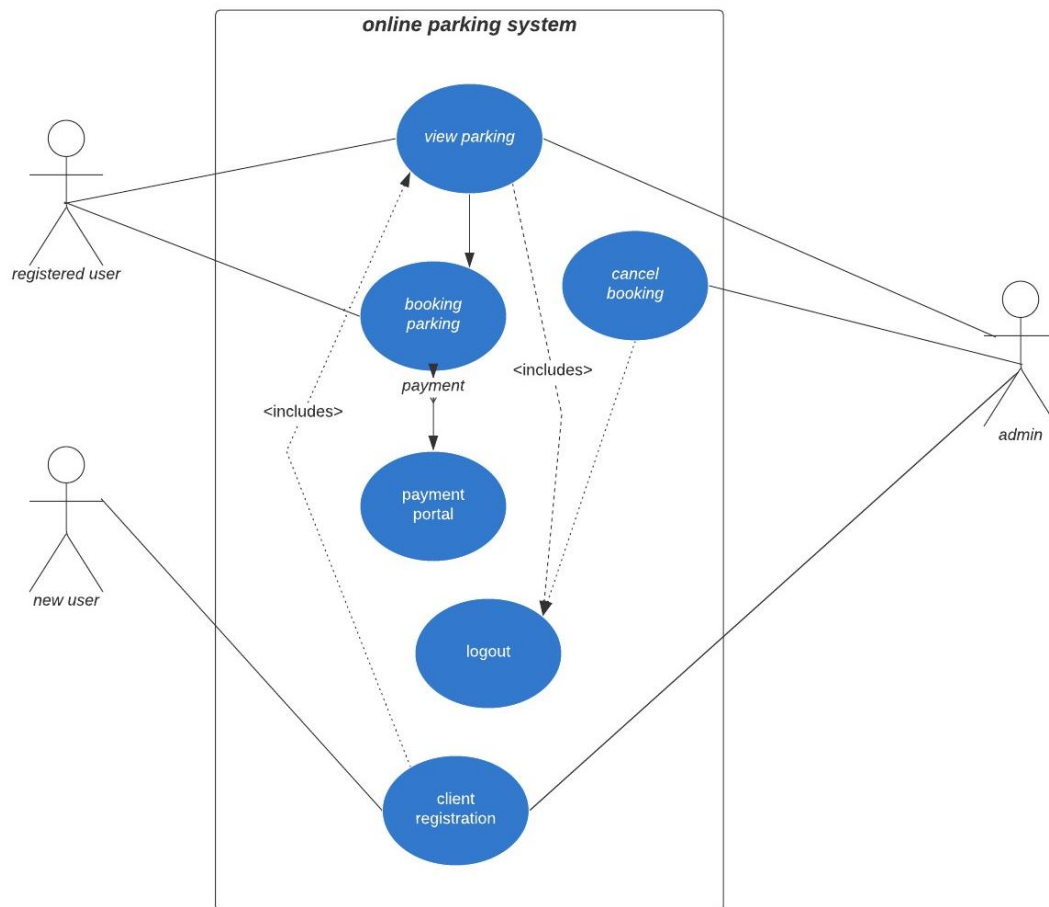 online parking system
view parking
registered user
cancel
booking
booking
parking
<includes>
payment
<includes>
admin
payment
portal
new user
logout
client
registration